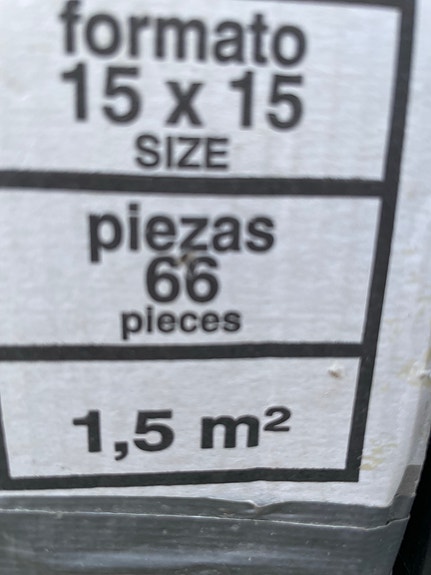 formato
15 x 15
SIZE
piezas
66
pieces
1,5 m²